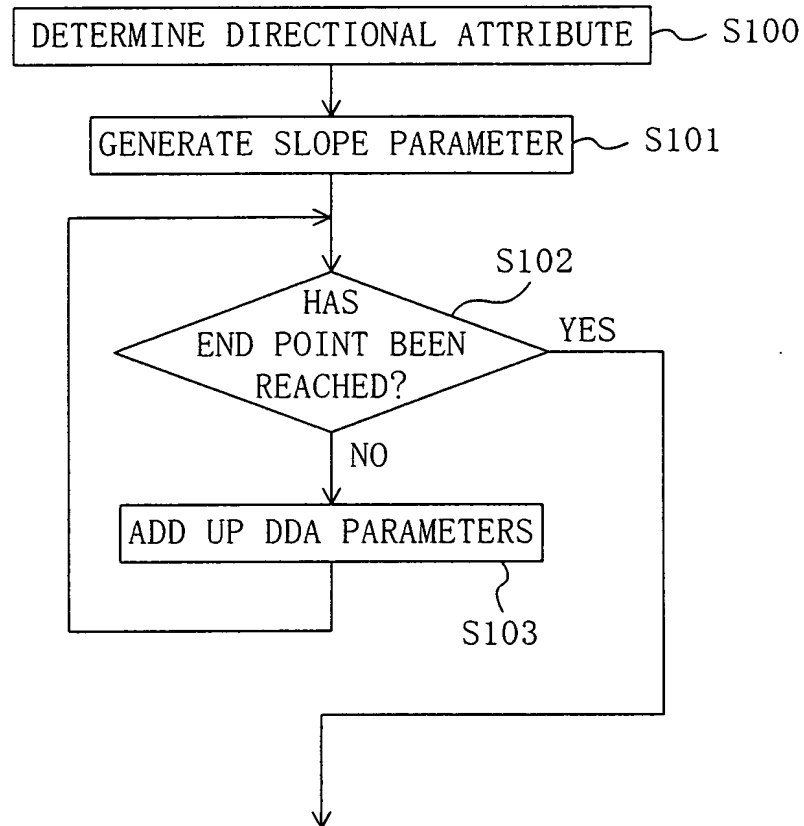 DETERMINE DIRECTIONAL ATTRIBUTE
S100
GENERATE SLOPE PARAMETER
S101
S102
HAS
END POINT BEEN
REACHED?
YES
NO
ADD UP DDA PARAMETERS
S103